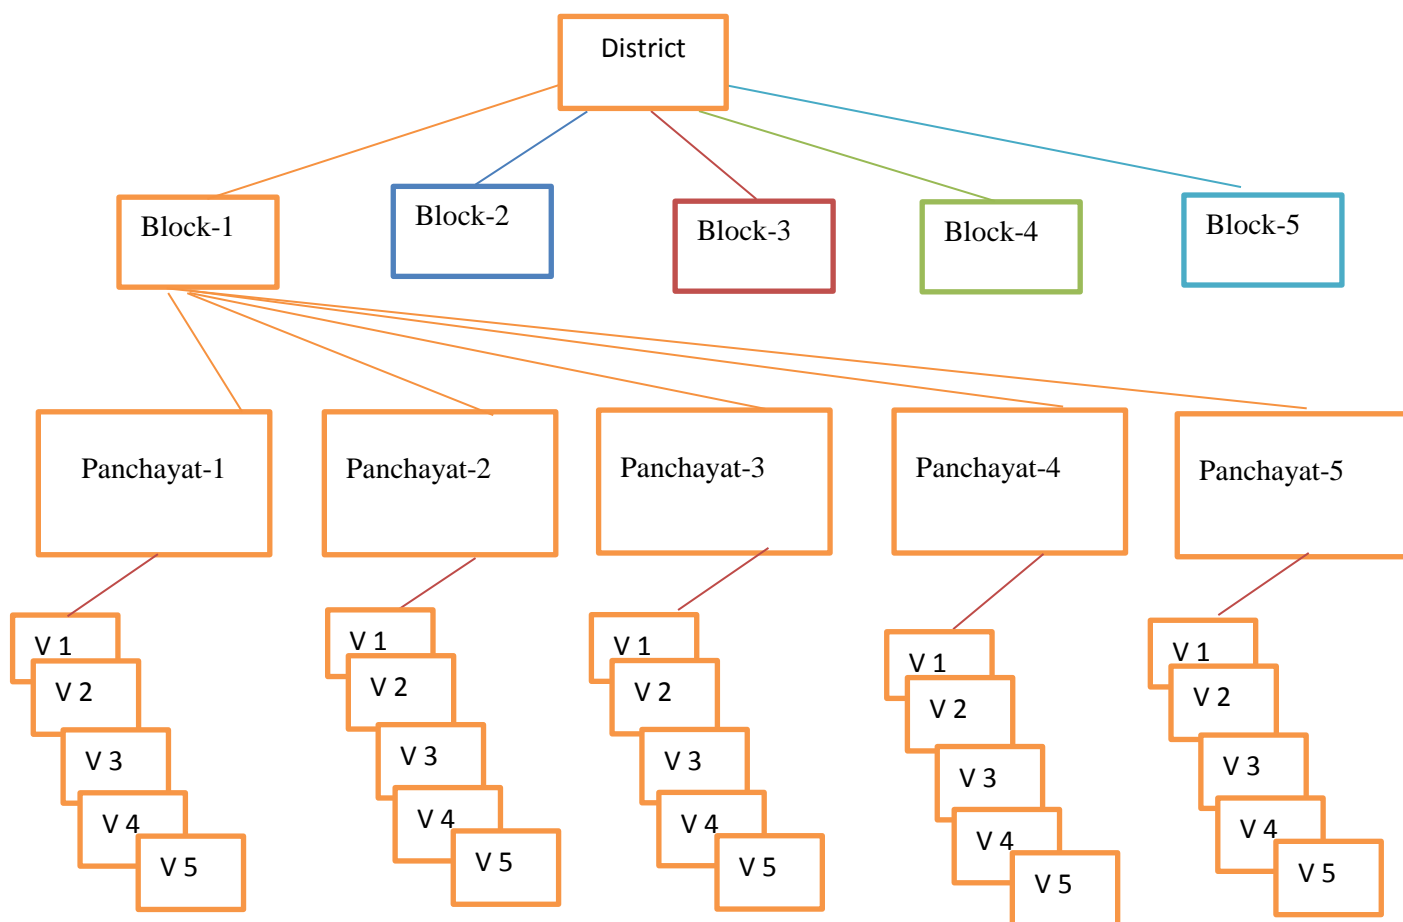 District
Block-1
Block-2
Block-3
Block-4
Block-5
Panchayat-1
Panchayat-2
Panchayat-3
Panchayat-4
Panchayat-5
V 1
V 2
V 3
V 4
V 5
V 1
V 2
V 3
V 4
V 5
V 1
V 2
V 3
V 4
V 5
V 1
V 2
V 3
V 4
V 5
V 1
V 2
V 3
V 4
V 5